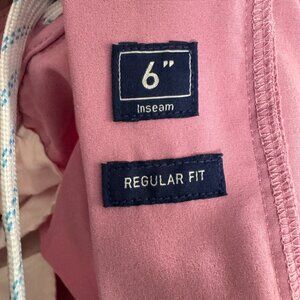 6"
Inseam
REGULAR FIT